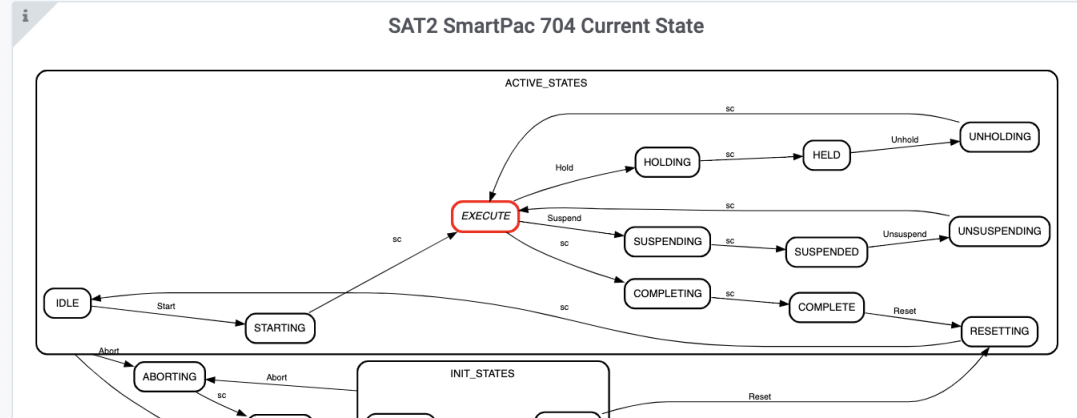 i
SAT2 SmartPac 704 Current State
ACTIVE_STATES
sc
UNHOLDING
Unhold
HELD
sc
HOLDING
Hold
EXECUTE
sc
Suspend
UNSUSPENDING
Unsuspend
SUSPENDING
sc
SUSPENDED
sc
sc
COMPLETING
sc
COMPLETE
Reset
IDLE
Start
STARTING
sc
RESETTING
Abort
ABORTING
Abort
INIT_STATES
sc
Reset